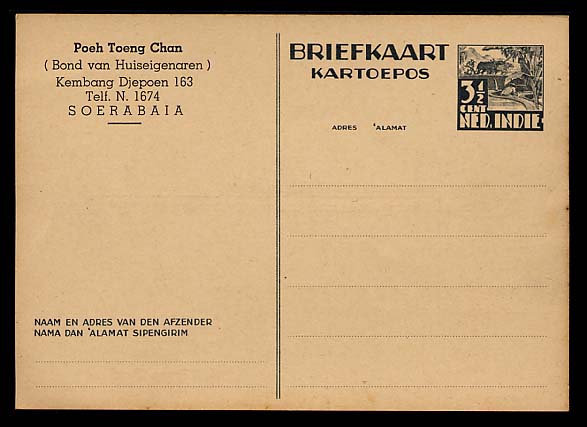 Poeh Toeng Chan
( Bond van Huiseigenaren )
Kembang Djepoen 163
Telf. N. 1674
SOERABAIA
NAAM EN ADRES VAN DEN AFZENDER
NAMA DAN ‘ALAMAT SIPENGIRIM
BRIEFKAART
KARTOEPOS
3½
CENT
NED. INDIE
ADRES ‘ALAMAT